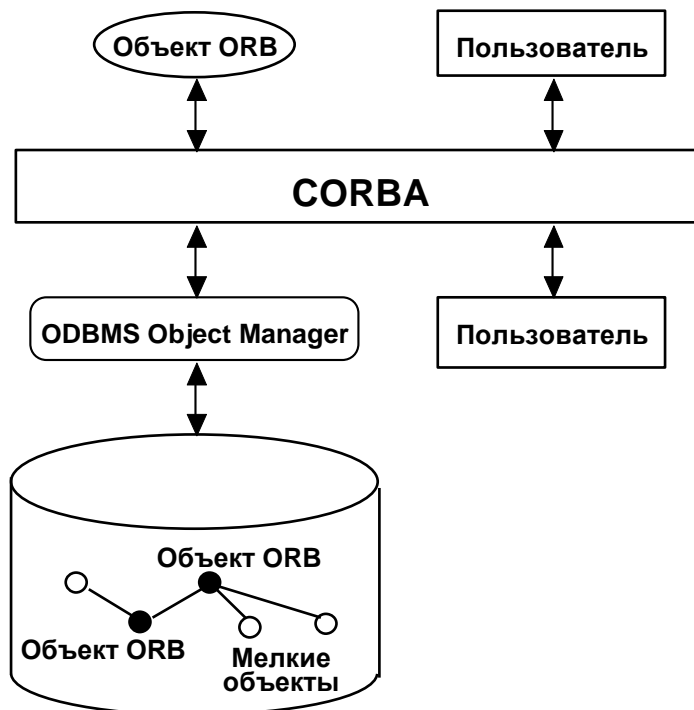 Объект ORB
Пользователь
CORBA
ODBMS Object Manager
Пользователь
Объект ORB
Объект ORB
Мелкие
объекты